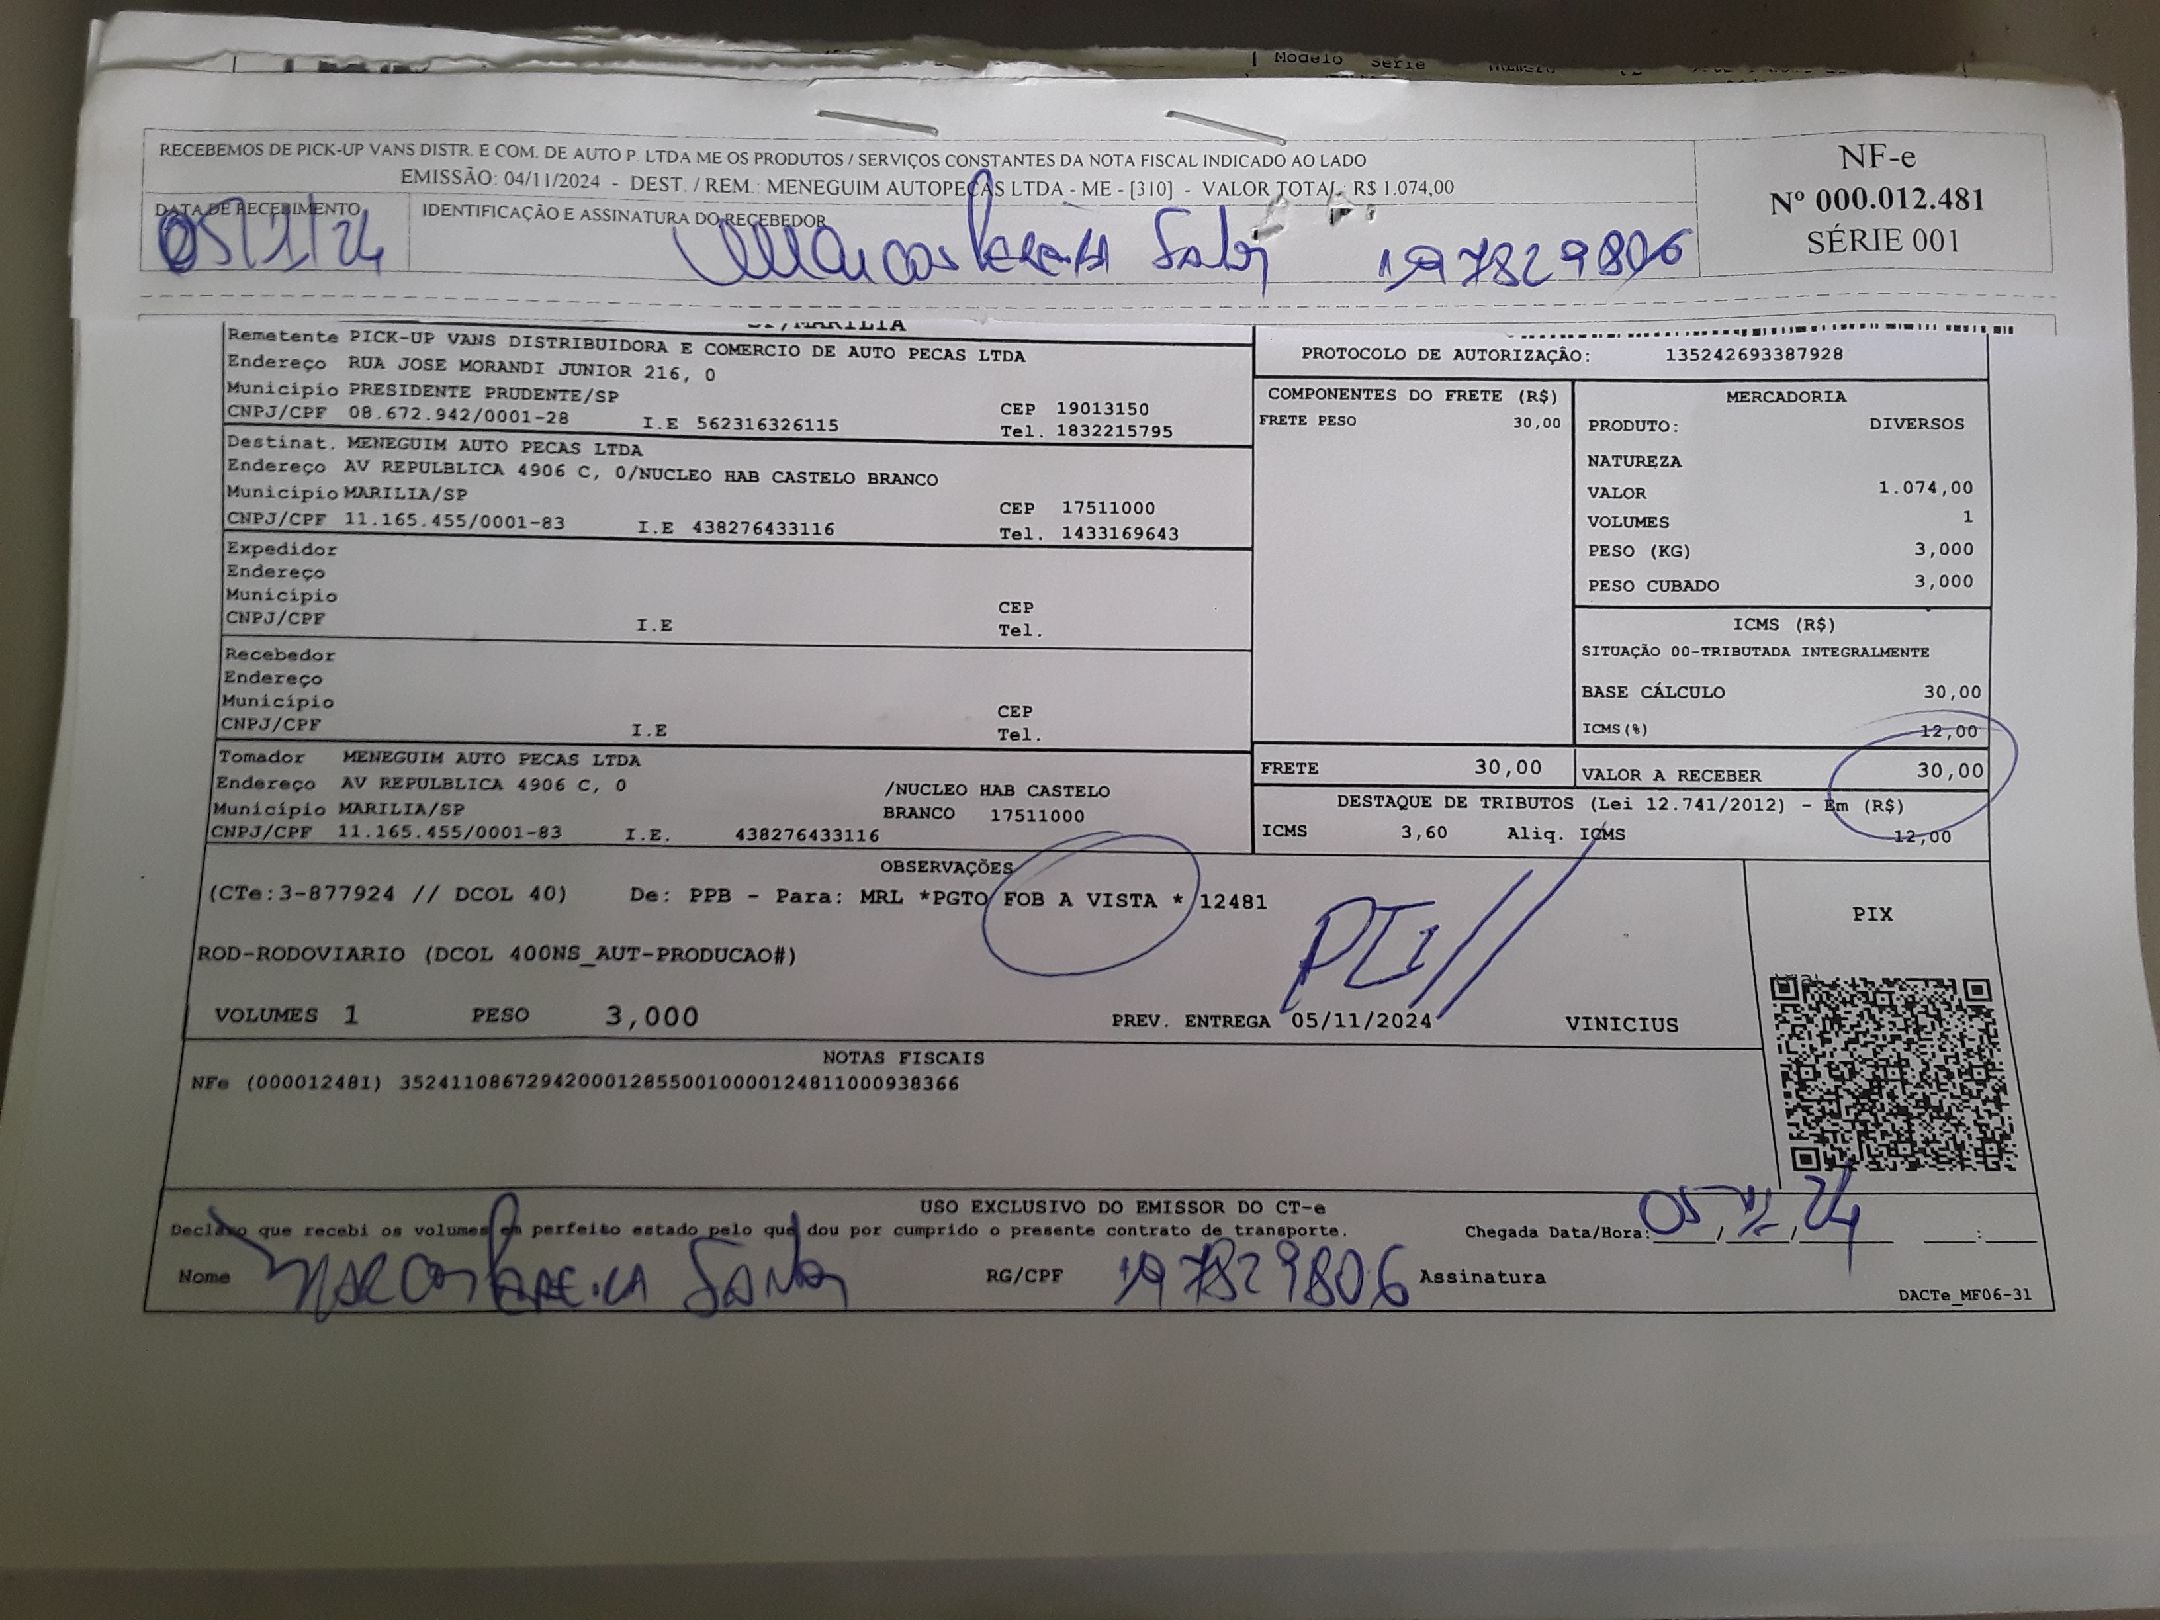 Modelo Serie
RECEBEMOS DE PICK-UP VANS DISTR. E COM. DE AUTO P. LTDA ME OS PRODUTOS / SERVIÇOS CONSTANTES DA NOTA FISCAL INDICADO AO LADO
EMISSÃO: 04/11/2024 - DEST. / REM.: MENEGUIM AUTOPEÇAS LTDA - ME - [310] - VALOR TOTAL: R$ 1.074,00
NF-e
Nº 000.012.481
SÉRIE 001
DATA DE RECEBIMENTO
05/11/24
IDENTIFICAÇÃO E ASSINATURA DO RECEBEDOR
Marcos Pereira 197829806
SP/MARILIA
Remetente PICK-UP VANS DISTRIBUIDORA E COMERCIO DE AUTO PECAS LTDA
Endereço RUA JOSE MORANDI JUNIOR 216, 0
Município PRESIDENTE PRUDENTE/SP
CEP 19013150
CNPJ/CPF 08.672.942/0001-28 I.E 562316326115
Tel. 1832215795
Destinat. MENEGUIM AUTO PECAS LTDA
Endereço AV REPULBLICA 4906 C, 0/NUCLEO HAB CASTELO BRANCO
Município MARILIA/SP
CEP 17511000
CNPJ/CPF 11.165.455/0001-83 I.E 438276433116
Tel. 1433169643
Expedidor
Endereço
Município
CEP
CNPJ/CPF I.E
Tel.
Recebedor
Endereço
Município
CEP
CNPJ/CPF I.E
Tel.
Tomador MENEGUIM AUTO PECAS LTDA
Endereço AV REPULBLICA 4906 C, 0 /NUCLEO HAB CASTELO
Município MARILIA/SP BRANCO 17511000
CNPJ/CPF 11.165.455/0001-83 I.E. 438276433116
PROTOCOLO DE AUTORIZAÇÃO: 135242693387928
COMPONENTES DO FRETE (R$)
FRETE PESO 30,00
MERCADORIA
PRODUTO: DIVERSOS
NATUREZA
VALOR 1.074,00
VOLUMES 1
PESO (KG) 3,000
PESO CUBADO 3,000
ICMS (R$)
SITUAÇÃO 00-TRIBUTADA INTEGRALMENTE
BASE CÁLCULO 30,00
ICMS(%) 12,00
FRETE 30,00
VALOR A RECEBER 30,00
DESTAQUE DE TRIBUTOS (Lei 12.741/2012) - Em (R$)
ICMS 3,60 Aliq. ICMS 12,00
OBSERVAÇÕES
(CTe:3-877924 // DCOL 40) De: PPB - Para: MRL *PGTO FOB A VISTA * 12481
ROD-RODOVIARIO (DCOL 400NS_AUT-PRODUCAO#)
VOLUMES 1 PESO 3,000 PREV. ENTREGA 05/11/2024 VINICIUS
PIX
NOTAS FISCAIS
NFe (000012481) 35241108672942000128550010000124811000938366
USO EXCLUSIVO DO EMISSOR DO CT-e
Declaro que recebi os volumes em perfeito estado pelo que dou por cumprido o presente contrato de transporte.
Chegada Data/Hora: 05/11/24 :
Nome Marcos Pereira RG/CPF 197829806 Assinatura
DACTe_MF06-31